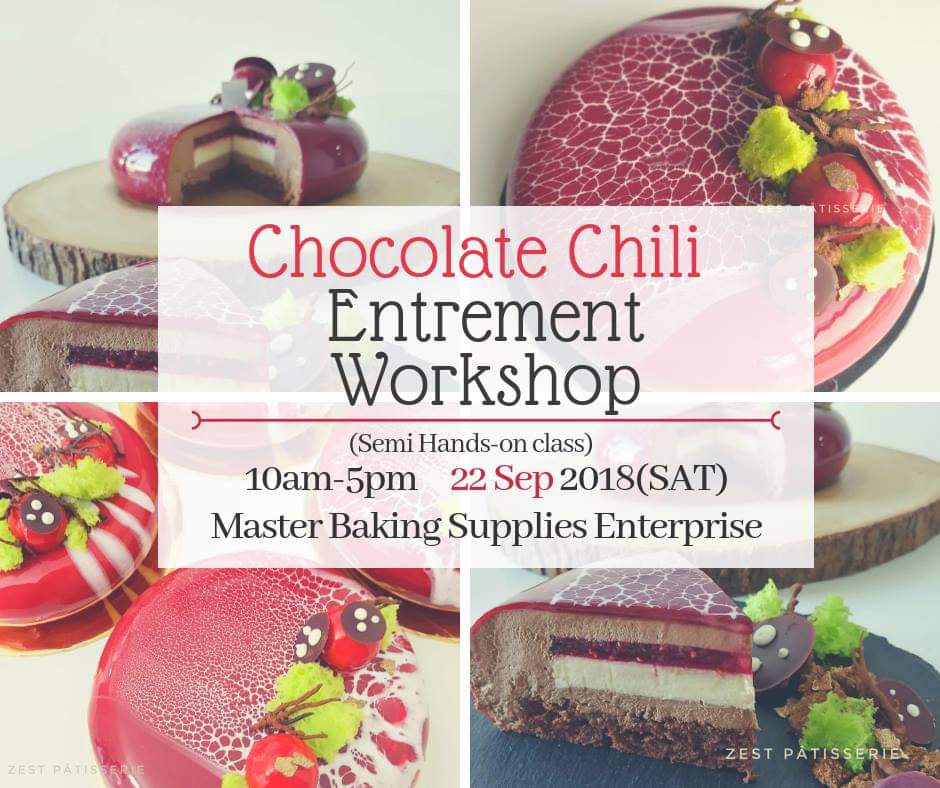 ZEST PÂTISSERIE
Chocolate Chili
Entrement
Workshop
(Semi Hands-on class)
10am-5pm 22 Sep 2018(SAT)
Master Baking Supplies Enterprise
ZEST PÂTISSERIE
ZEST PÂTISSERIE